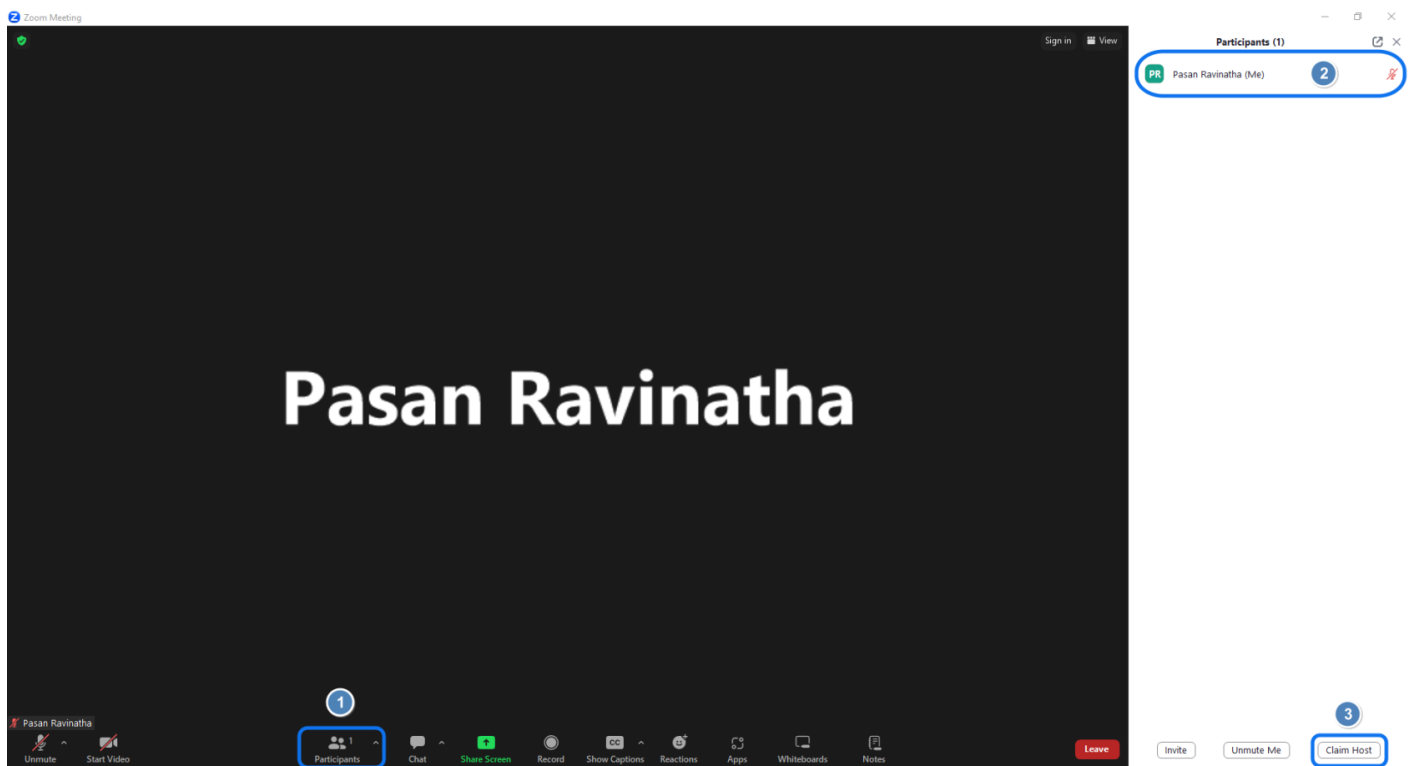 Zoom Meeting
Sign in View
Participants (1)
PR Pasan Ravinatha (Me) 2
Pasan Ravinatha
1
3
Pasan Ravinatha
1
CC
Unmute Start Video Participants Chat Share Screen Record Show Captions Reactions Apps Whiteboards Notes Leave Invite Unmute Me Claim Host